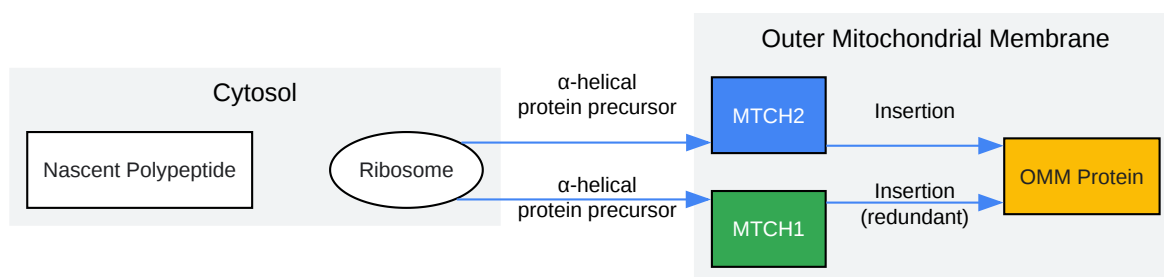 Outer Mitochondrial Membrane
Cytosol
α-helical
protein precursor
MTCH2
Insertion
Nascent Polypeptide
Ribosome
OMM Protein
α-helical
protein precursor
MTCH1
Insertion
(redundant)